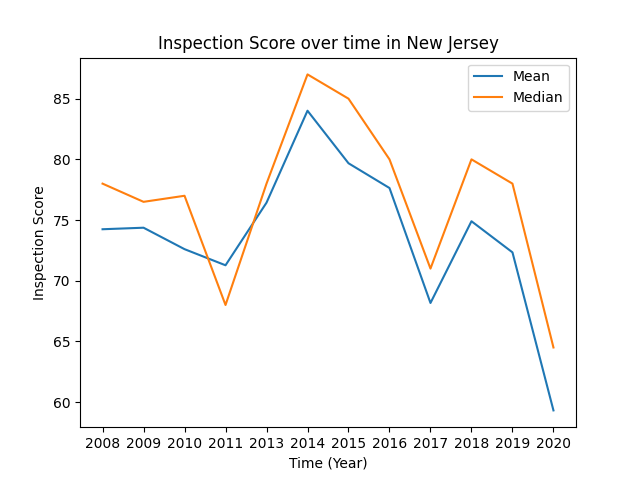 Inspection Score over time in New Jersey
Mean
Median
85
80
75
70
65
60
Inspection Score
2008 2009 2010 2011 2013 2014 2015 2016 2017 2018 2019 2020
Time (Year)